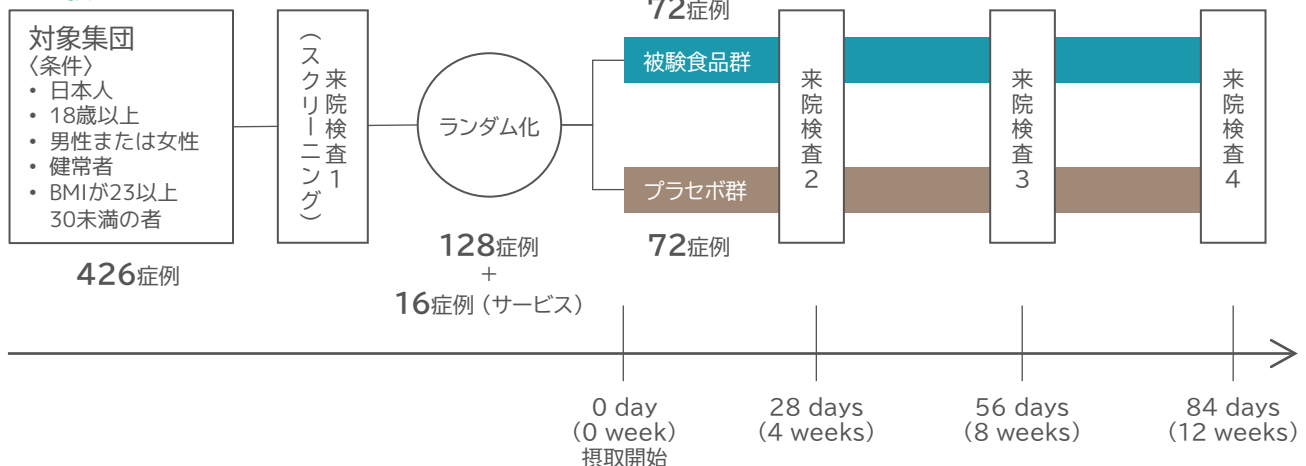 対象集団
〈条件〉
• 日本人
• 18歳以上
• 男性または女性
• 健常者
• BMIが23以上
30未満の者
426症例
来院検査1
(スクリーニング)
ランダム化
128症例
+
16症例(サービス)
72症例
被験食品群
プラセボ群
72症例
来院検査2
来院検査3
来院検査4
0 day
(0 week)
摂取開始
28 days
(4 weeks)
56 days
(8 weeks)
84 days
(12 weeks)